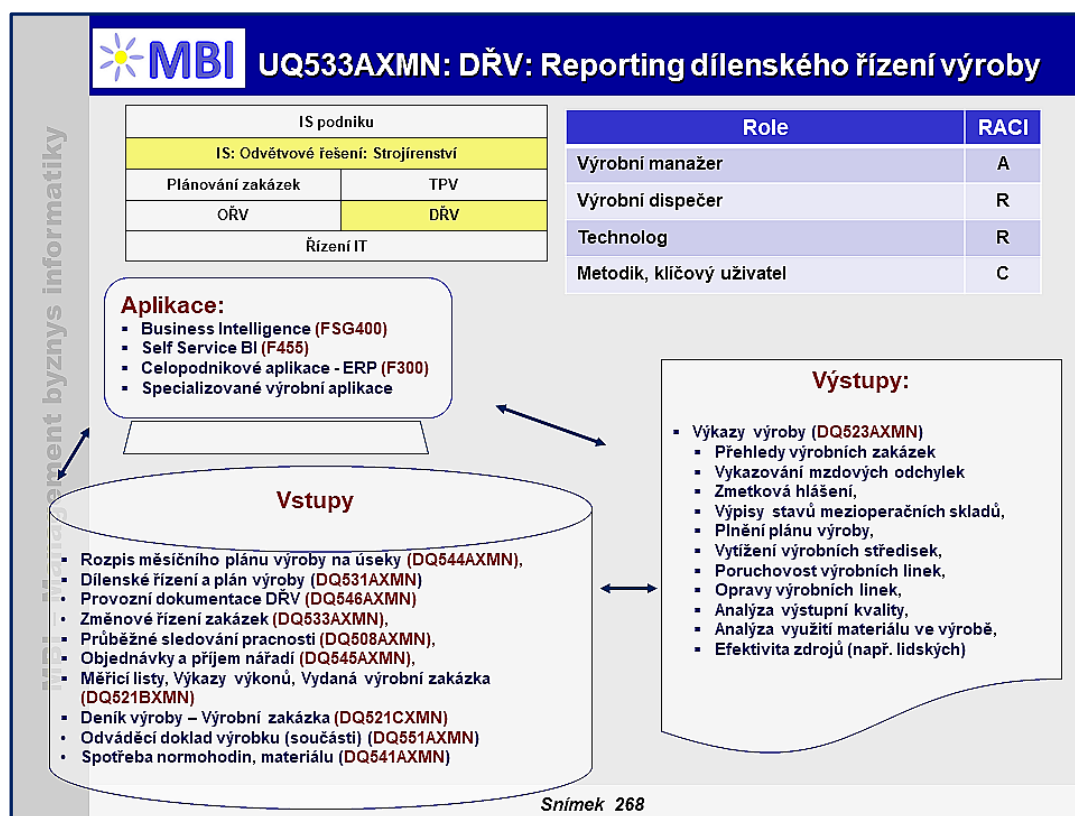 MBI
UQ533AXMN: DŘV: Reporting dílenského řízení výroby
MBI – Management byznys informatiky
IS podniku
IS: Odvětvové řešení: Strojírenství
Plánování zakázek
TPV
OŘV
DŘV
Řízení IT
Role
RACI
Výrobní manažer
A
Výrobní dispečer
R
Technolog
R
Metodik, klíčový uživatel
C
Aplikace:
▪ Business Intelligence (FSG400)
▪ Self Service BI (F455)
▪ Celopodnikové aplikace - ERP (F300)
▪ Specializované výrobní aplikace
Vstupy
▪ Rozpis měsíčního plánu výroby na úseky (DQ544AXMN),
▪ Dílenské řízení a plán výroby (DQ531AXMN)
• Provozní dokumentace DŘV (DQ546AXMN)
• Změnové řízení zakázek (DQ533AXMN),
▪ Průběžné sledování pracnosti (DQ508AXMN),
▪ Objednávky a příjem nářadí (DQ545AXMN),
▪ Měřicí listy, Výkazy výkonů, Vydaná výrobní zakázka
(DQ521BXMN)
▪ Deník výroby – Výrobní zakázka (DQ521CXMN)
• Odváděcí doklad výrobku (součásti) (DQ551AXMN)
• Spotřeba normohodin, materiálu (DQ541AXMN)
Výstupy:
▪ Výkazy výroby (DQ523AXMN)
▪ Přehledy výrobních zakázek
▪ Vykazování mzdových odchylek
▪ Zmetková hlášení,
▪ Výpisy stavů mezioperačních skladů,
▪ Plnění plánu výroby,
▪ Vytížení výrobních středisek,
▪ Poruchovost výrobních linek,
▪ Opravy výrobních linek,
▪ Analýza výstupní kvality,
▪ Analýza využití materiálu ve výrobě,
▪ Efektivita zdrojů (např. lidských)
Snímek 268